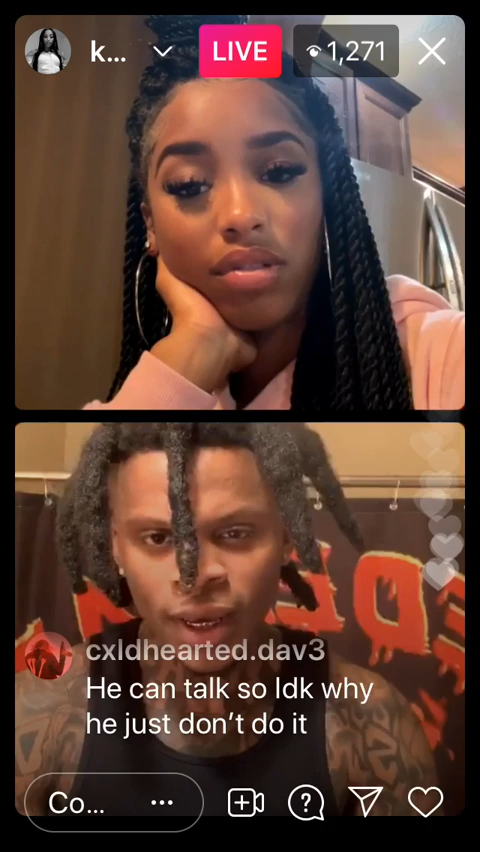 k...
LIVE
1,271
cxldhearted.dav3
He can talk so Idk why
he just don't do it
Co...